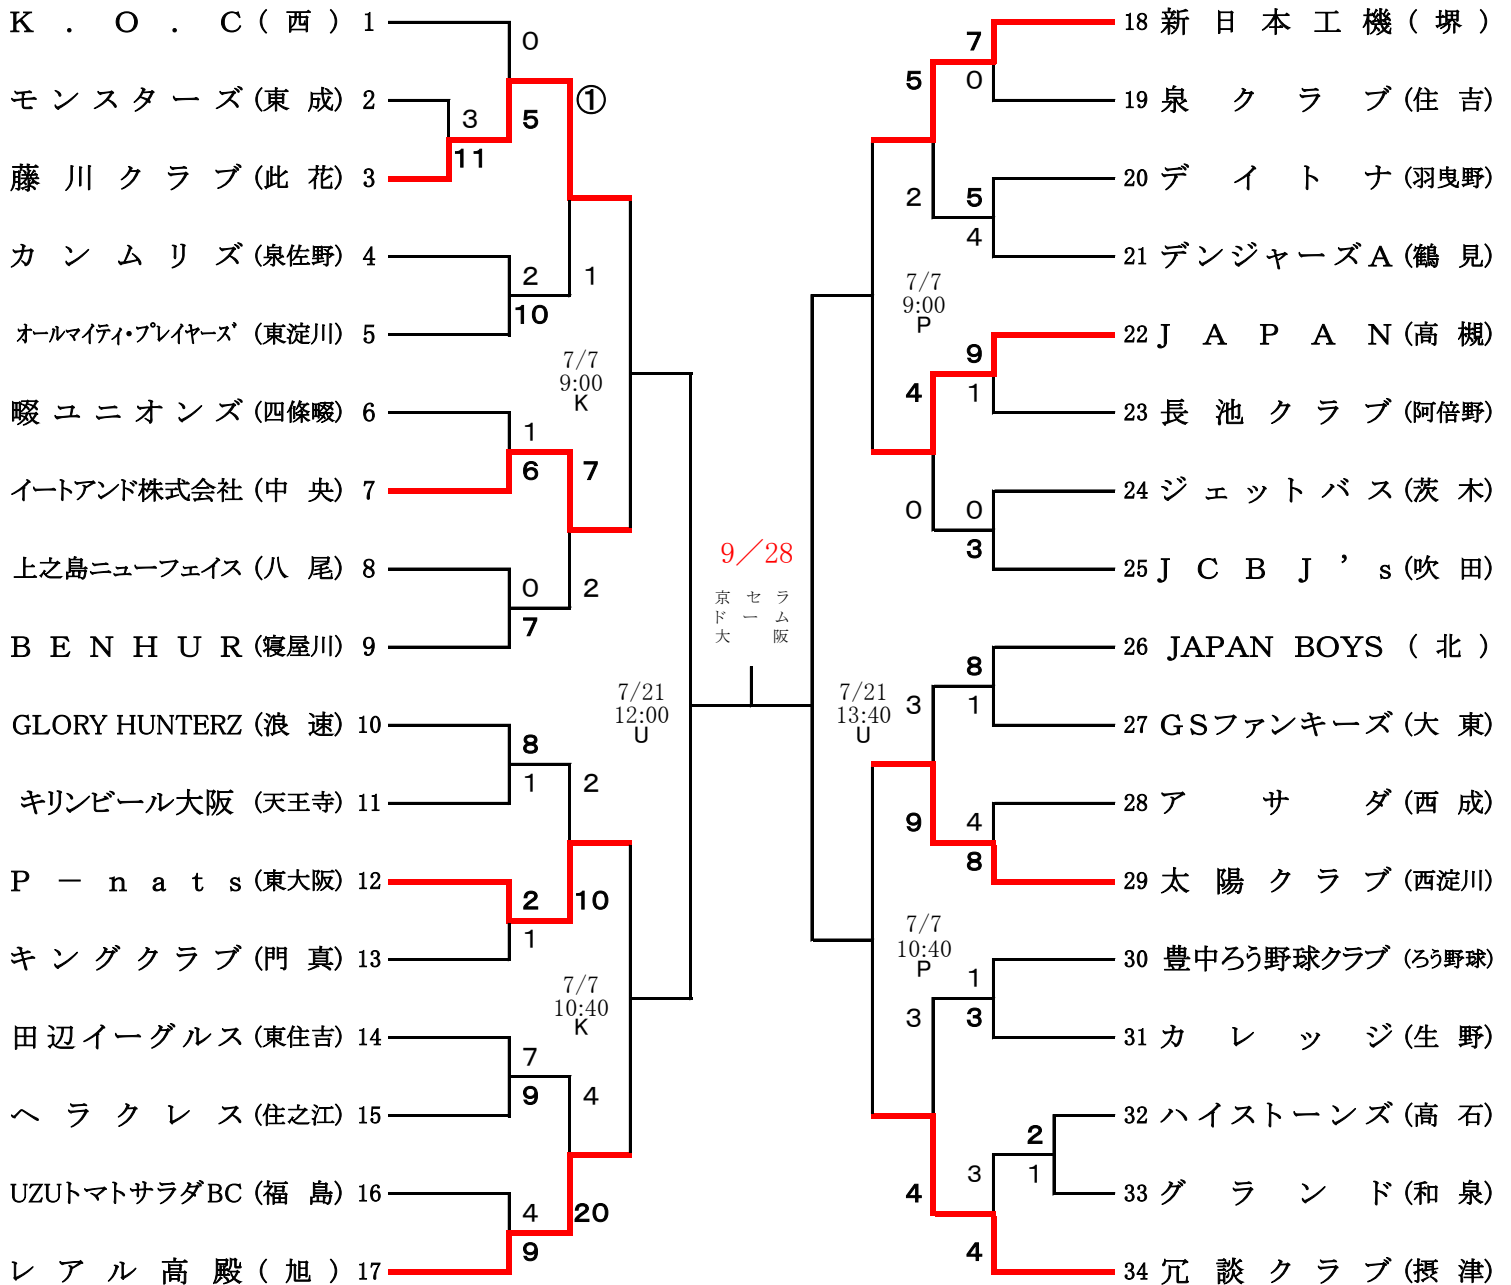 K.O.C(西) 1
0
モンスターズ(東成) 2
3
5
①
11
藤川クラブ(此花) 3
カンムリズ(泉佐野) 4
2
1
10
オールマイティ・プレイヤーズ(東淀川) 5
7/7
9:00
K
畷ユニオンズ(四條畷) 6
1
6
7
イートアンド株式会社(中央) 7
上之島ニューフェイス(八尾) 8
0
2
7
BENHUR(寝屋川) 9
7/21
12:00
U
GLORY HUNTERZ(浪速) 10
8
1
2
キリンビール大阪(天王寺) 11
P－nats(東大阪) 12
2
10
1
キングクラブ(門真) 13
7/7
10:40
K
田辺イーグルス(東住吉) 14
7
9
4
ヘラクレス(住之江) 15
UZUトマトサラダBC(福島) 16
4
20
9
レアル高殿(旭) 17
9／28
京セラ
ドーム
大阪
18 新日本工機(堺)
7
5
0
19 泉クラブ(住吉)
20 デイトナ(羽曳野)
2
5
4
21 デンジャーズA(鶴見)
7/7
9:00
P
22 JAPAN(高槻)
9
4
1
23 長池クラブ(阿倍野)
24 ジェットバス(茨木)
0
0
3
25 JCBJ’s(吹田)
26 JAPAN BOYS(北)
8
3
1
7/21
13:40
U
27 GSファンキーズ(大東)
28 アサダ(西成)
9
4
8
29 太陽クラブ(西淀川)
7/7
10:40
P
30 豊中ろう野球クラブ(ろう野球)
1
3
3
31 カレッジ(生野)
32 ハイストーンズ(高石)
2
3
1
33 グランド(和泉)
4
4
34 冗談クラブ(摂津)